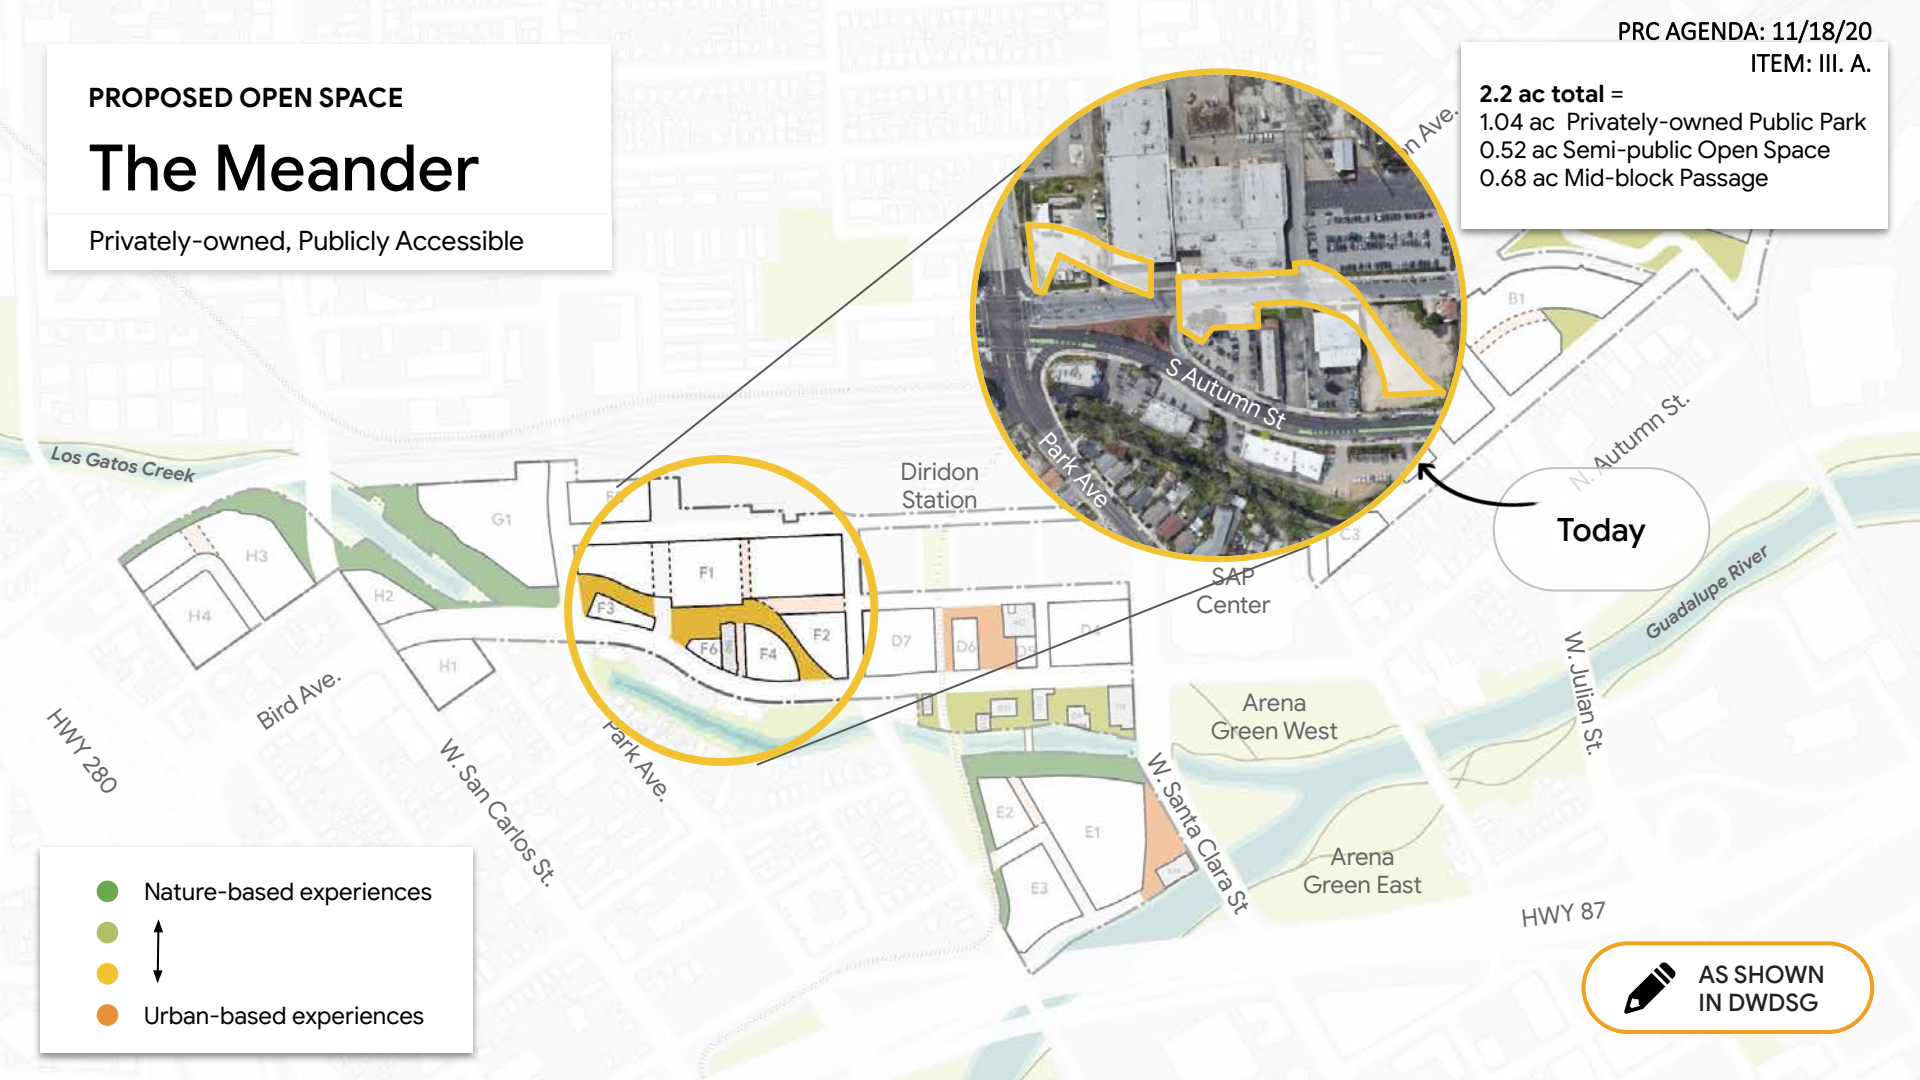 PRC AGENDA: 11/18/20
ITEM: III. A.
PROPOSED OPEN SPACE
The Meander
Privately-owned, Publicly Accessible
2.2 ac total =
1.04 ac  Privately-owned Public Park
0.52 ac Semi-public Open Space
0.68 ac Mid-block Passage
Ave.
B1
S Autumn St
Park Ave
N. Autumn St.
Today
Los Gatos Creek
Diridon
Station
SAP
Center
C3
Guadalupe River
G1
H3
H4
H2
H1
F1
F3
F2
F6
F4
D7
D6
D5
D4
Bird Ave.
HWY 280
W. San Carlos St.
Park Ave.
Arena
Green West
W. Julian St.
W. Santa Clara St
E2
E1
E3
Arena
Green East
HWY 87
Nature-based experiences
Urban-based experiences
AS SHOWN
IN DWDSG